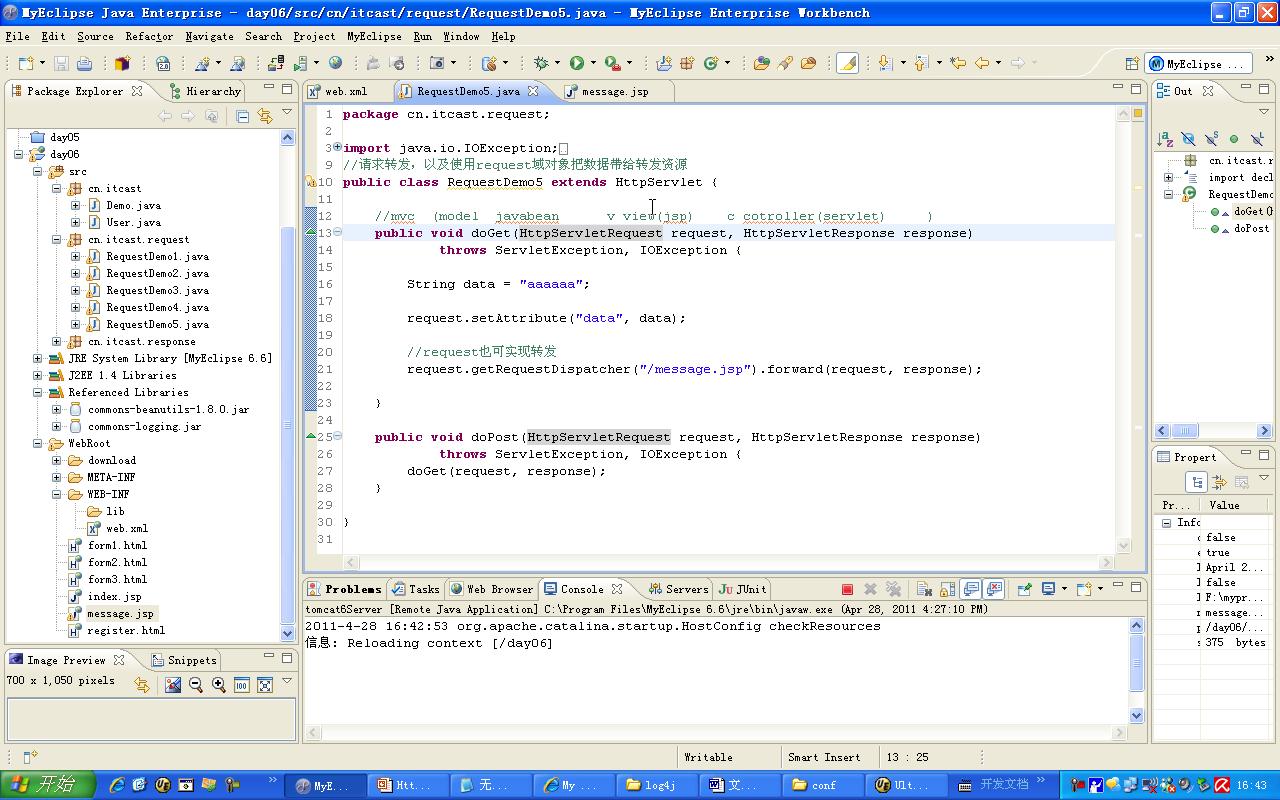 MyEclipse Java Enterprise - day06/src/cn/itcast/request/RequestDemo5.java - MyEclipse Enterprise Workbench
File Edit Source Refactor Navigate Search Project MyEclipse Run Window Help
MyEclipse ...
Package Explorer
Hierarchy
day05
day06
src
cn.itcast
Demo.java
User.java
cn.itcast.request
RequestDemo1.java
RequestDemo2.java
RequestDemo3.java
RequestDemo4.java
RequestDemo5.java
cn.itcast.response
JRE System Library [MyEclipse 6.6]
J2EE 1.4 Libraries
Referenced Libraries
commons-beanutils-1.8.0.jar
commons-logging.jar
WebRoot
download
META-INF
WEB-INF
lib
web.xml
form1.html
form2.html
form3.html
index.jsp
message.jsp
register.html
Image Preview
Snippets
700 x 1,050 pixels
web.xml
RequestDemo5.java
message.jsp
1 package cn.itcast.request;
2
3 import java.io.IOException;
9 //请求转发，以及使用request域对象把数据带给转发资源
10 public class RequestDemo5 extends HttpServlet {
11
12 //mvc (model javabean v view(jsp) c cotroller(servlet) )
13 public void doGet(HttpServletRequest request, HttpServletResponse response)
14 throws ServletException, IOException {
15
16 String data = "aaaaaa";
17
18 request.setAttribute("data", data);
19
20 //request也可实现转发
21 request.getRequestDispatcher("/message.jsp").forward(request, response);
22
23 }
24
25 public void doPost(HttpServletRequest request, HttpServletResponse response)
26 throws ServletException, IOException {
27 doGet(request, response);
28 }
29
30 }
31
Problems
Tasks
Web Browser
Console
Servers
JUnit
tomcat6Server [Remote Java Application] C:\Program Files\MyEclipse 6.6\jre\bin\javaw.exe (Apr 28, 2011 4:27:10 PM)
2011-4-28 16:42:53 org.apache.catalina.startup.HostConfig checkResources
信息: Reloading context [/day06]
Out
cn.itcast.r
import decl
RequestDemo
doGet(H
doPost
Propert
Pr... Value
Info
false
true
April 2...
false
F:\mypr...
message...
/day06/...
375 bytes
Writable
Smart Insert
13 : 25
开始
MyE...
Htt...
无...
My ...
log4j
文...
conf
Ult...
开发文档
16:43